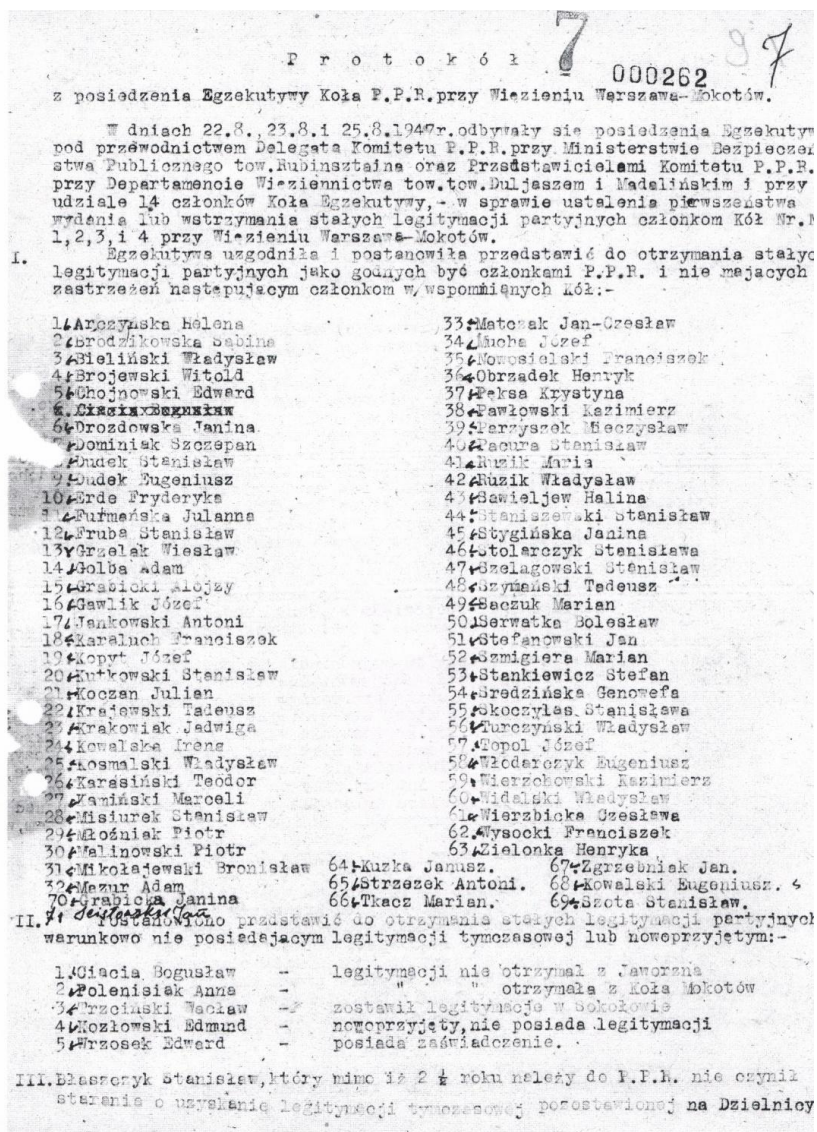 Protokół 7
000262
97
z posiedzenia Egzekutywy Koła P.P.R.przy Więzieniu Warszawa-Mokotów.
W dniach 22.8.,23.8.i 25.8.1947r.odbywały się posiedzenia Egzekutyw
pod przewodnictwem Delegata Komitetu P.P.R.przy Ministerstwie Bezpieczeń
stwa Publicznego tow.Rubinsztajna oraz Przedstawicielami Komitetu P.P.R.
przy Departamencie Więziennictwa tow.tow.Duljaszem i Madalińskim i przy
udziale 14 członków Koła Egzekutywy,- w sprawie ustalenia pierwszeństwa
wydania lub wstrzymania stałych legitymacji partyjnych członkom Kół Nr.N
1,2,3,i 4 przy Więzieniu Warszawa-Mokotów.
I. Egzekutywa uzgodniła i postanowiła przedstawić do otrzymania stałyc
legitymacji partyjnych jako godnych być członkami P.P.R. i nie mających
zastrzeżeń następującym członkom w/wspomnianych Kół:-
1.Arczyńska Helena
2.Brodzikowska Sabina
3.Bieliński Władysław
4.Brojewski Witold
5.Chojnowski Edward
6.Ciacia Bogusław
6.Drozdowska Janina
Dominiak Szczepan
Dudek Stanisław
9.Dudek Eugeniusz
10.Erde Fryderyka
11.Furmańska Julanna
12.Fruba Stanisław
13.Grzelak Wiesław
14.Golba Adam
15.Grabicki Alojzy
16.Gawlik Józef
17.Jankowski Antoni
18.Karaluch Franciszek
19.Kopyt Józef
20.Kutkowski Stanisław
21.Koczan Julian
22.Krajewski Tadeusz
23.Krakowiak Jadwiga
24.Kowalska Irena
25.Kosmalski Władysław
26.Karasiński Teodor
27.Kamiński Marceli
28.Misiurek Stanisław
29.Młoźniak Piotr
30.Malinowski Piotr
31.Mikołajewski Bronisław
32.Mazur Adam
70.Grabicka Janina
33.Matczak Jan-Czesław
34.Mucha Józef
35.Nowosielski Franciszek
36.Obrządek Henryk
37.Peksa Krystyna
38.Pawłowski Kazimierz
39.Parzyszek Mieczysław
40.Pacura Stanisław
41.Ruzik Maria
42.Ruzik Władysław
43.Sawieljew Halina
44.Staniszewski Stanisław
45.Stygińska Janina
46.Stolarczyk Stanisława
47.Szelagowski Stanisław
48.Szymański Tadeusz
49.Saczuk Marian
50.Serwatka Bolesław
51.Stefanowski Jan
52.Szmigiera Marian
53.Stankiewicz Stefan
54.Sredzińska Genowefa
55.Skoczylas Stanisława
56.Turczyński Władysław
57.Topol Józef
58.Włodarczyk Eugeniusz
59.Wierzchowski Kazimierz
60.Widalski Władysław
61.Wierzbicka Czesława
62.Wysocki Franciszek
63.Zielonka Henryka
64.Kuzka Janusz. 67.Zgrzebniak Jan.
65.Strzezek Antoni. 68.Kowalski Eugeniusz.
66.Tkacz Marian. 69.Szota Stanisław.
71 Jan
II. Postanowiono przdstawić do otrzymania stałych legitymacji partyjnych
warunkowo nie posiadającym legitymacji tymczasowej lub nowoprzyjętym:-
1.Ciacia Bogusław - legitymacji nie otrzymał z Jaworzna
2.Polenisiak Anna - " " otrzymała z Koła Mokotów
3.Trzciński Wacław - zostawił legitymację w Sokołowie
4.Kozłowski Edmund - nowoprzyjęty,nie posiada legitymacji
5.Wrzosek Edward - posiada zaświadczenie.
III.Błaszczyk Stanisław,który mimo iż 2 ½ roku należy do P.P.R. nie czynił
starania o uzyskanie legitymacji tymczasowej pozostawionej na Dzielnicy